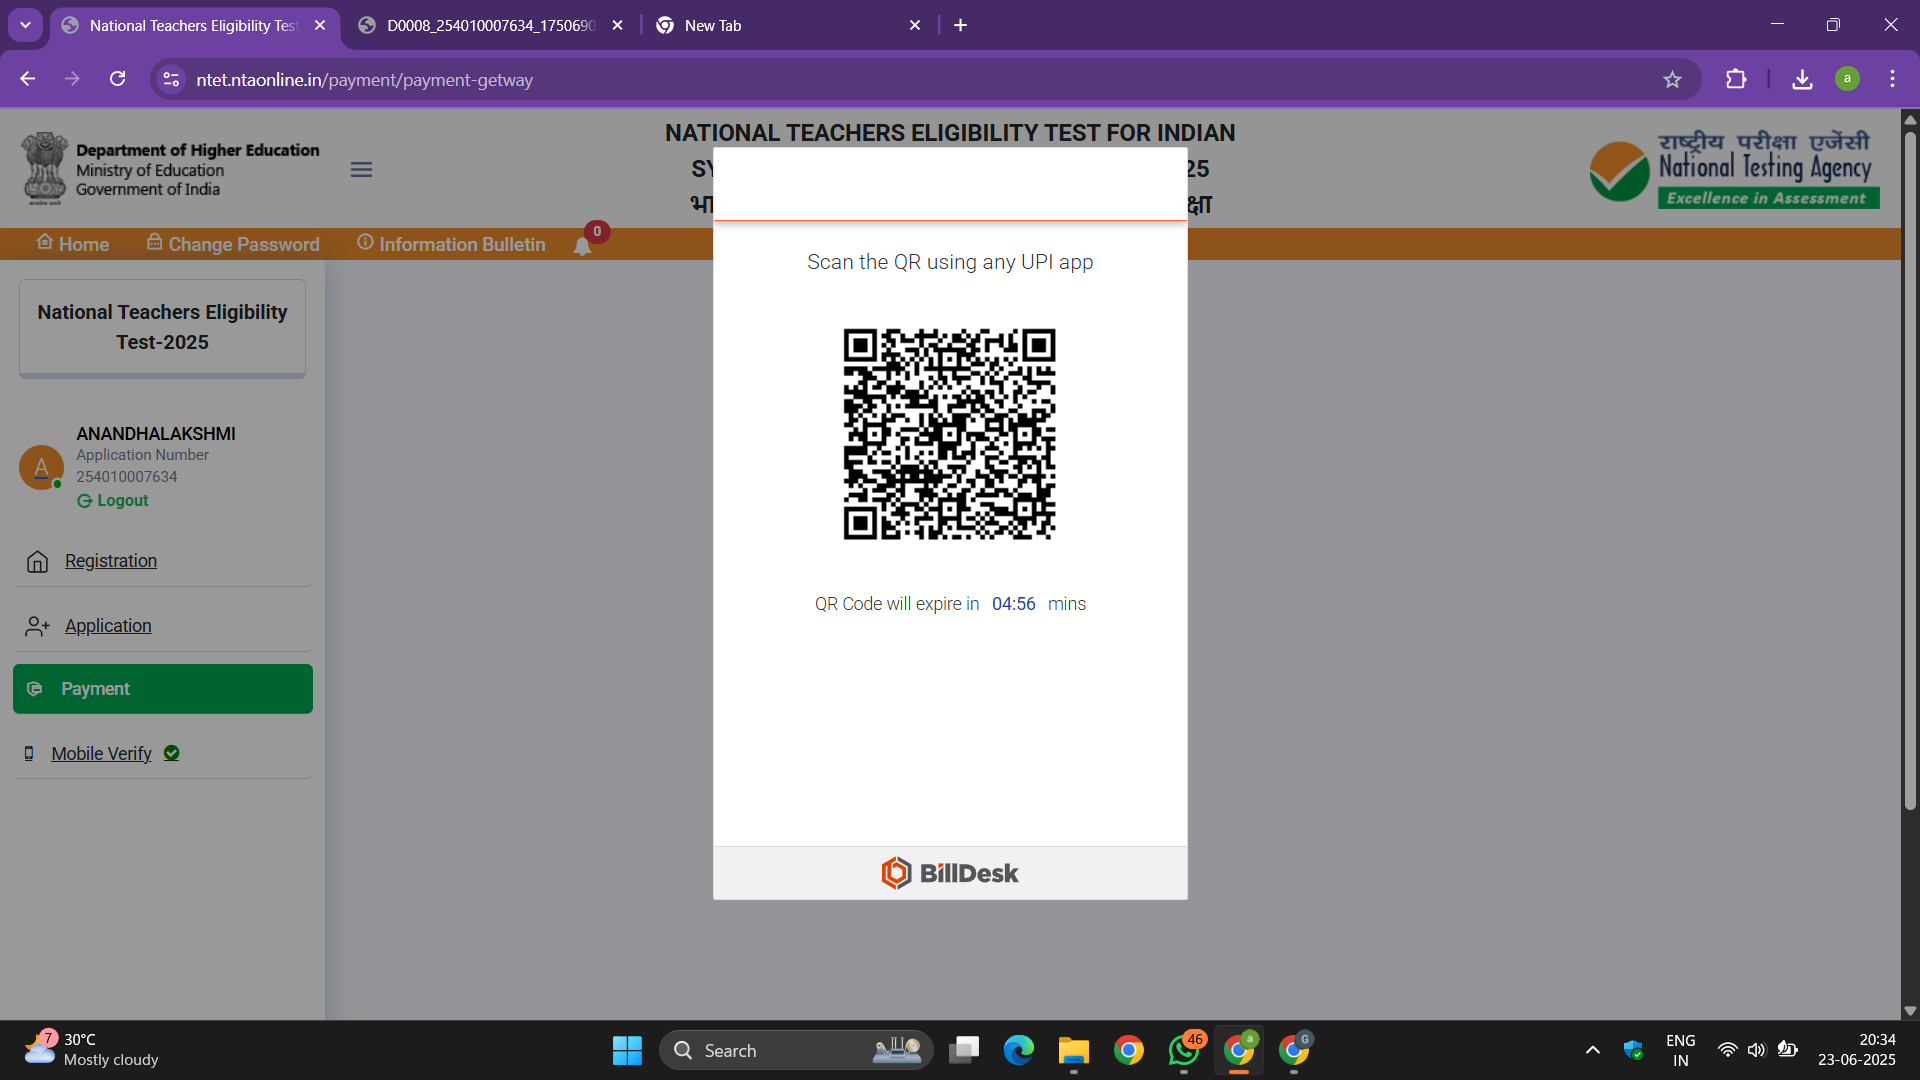 National Teachers Eligibility Tes
D0008_254010007634_1750690
New Tab
ntet.ntaonline.in/payment/payment-getway
a
Department of Higher Education
Ministry of Education
Government of India
NATIONAL TEACHERS ELIGIBILITY TEST FOR INDIAN
SY
25
भा
क्षा
राष्ट्रीय परीक्षा एजेंसी
National Testing Agency
Excellence in Assessment
Home
Change Password
Information Bulletin
0
National Teachers Eligibility
Test-2025
A
ANANDHALAKSHMI
Application Number
254010007634
Logout
Registration
Application
Payment
Mobile Verify
Scan the QR using any UPI app
QR Code will expire in 04:56 mins
BillDesk
7
30°C
Mostly cloudy
Search
46
a
G
ENG
IN
20:34
23-06-2025